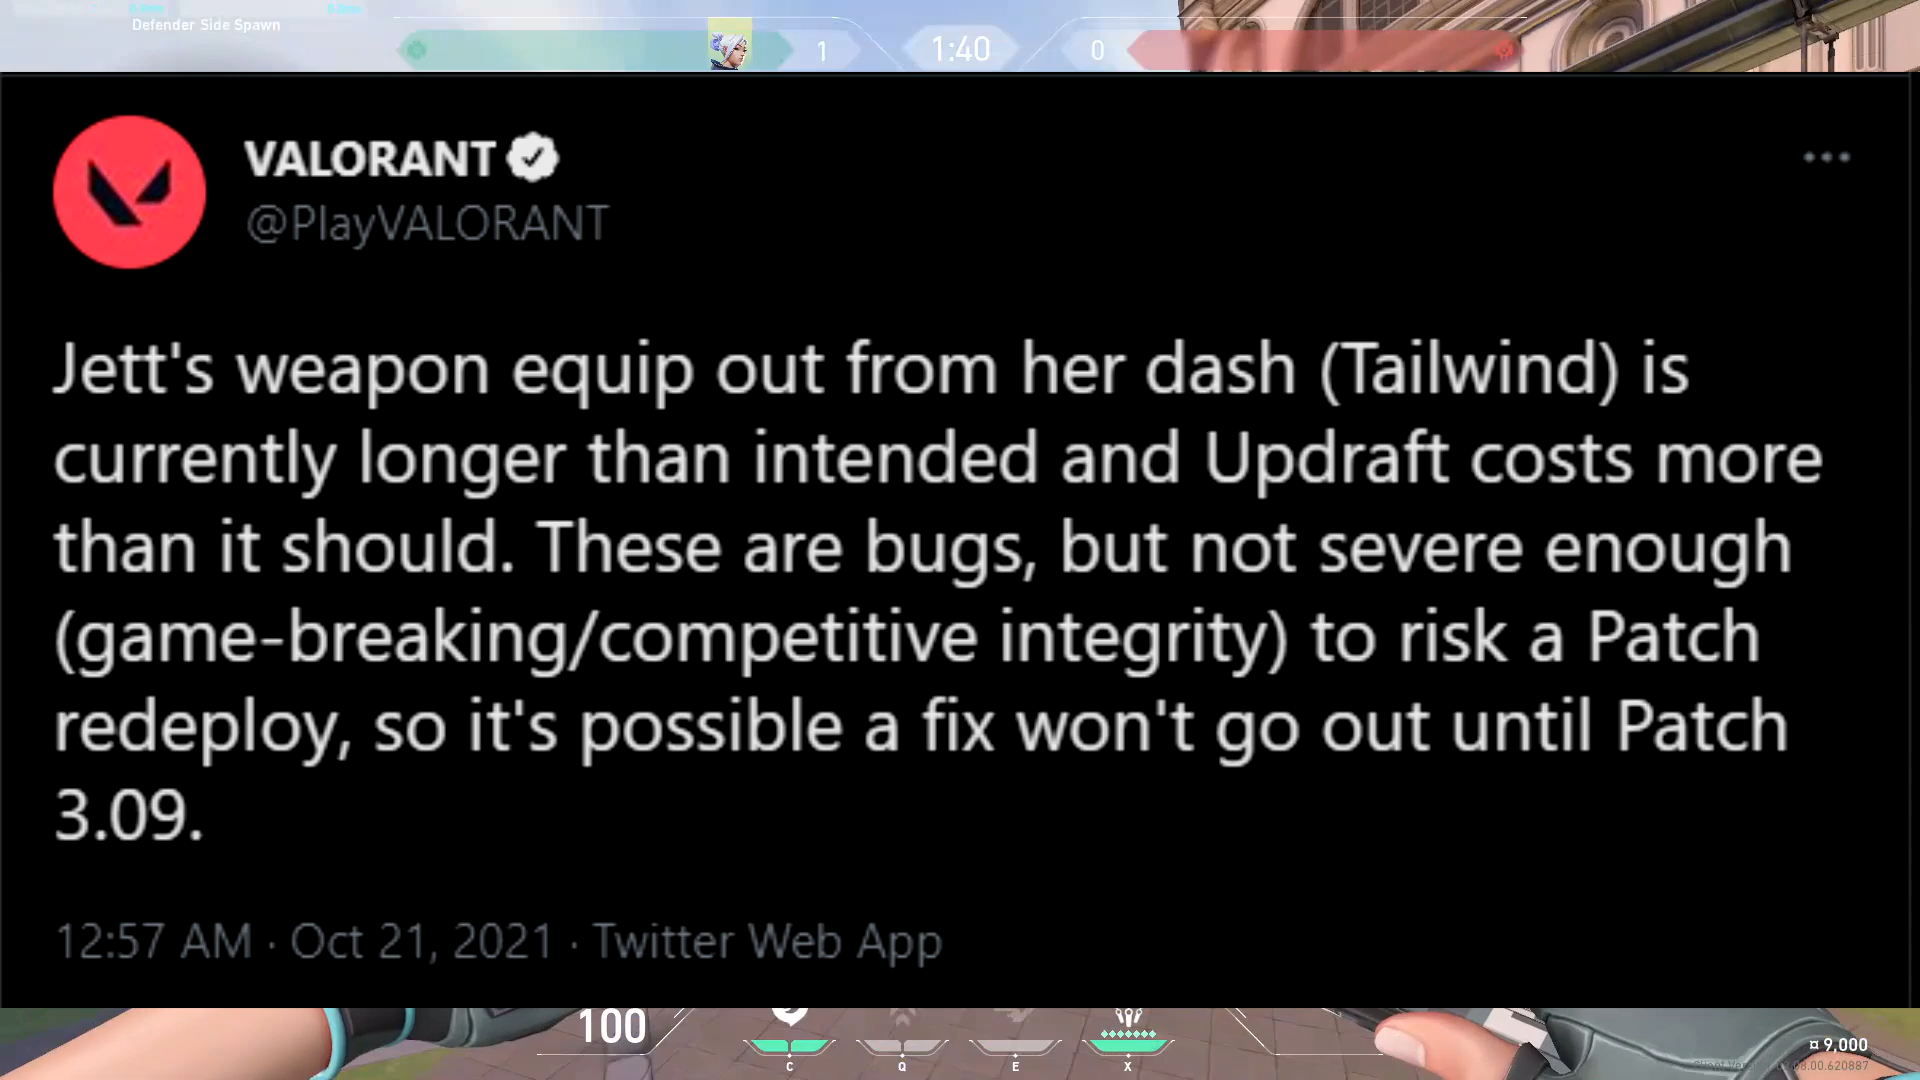 Defender Side Spawn
1
1:40
0
VALORANT
@PlayVALORANT
Jett's weapon equip out from her dash (Tailwind) is
currently longer than intended and Updraft costs more
than it should. These are bugs, but not severe enough
(game-breaking/competitive integrity) to risk a Patch
redeploy, so it's possible a fix won't go out until Patch
3.09.
12:57 AM · Oct 21, 2021 · Twitter Web App
100
C Q E X
¤ 9,000